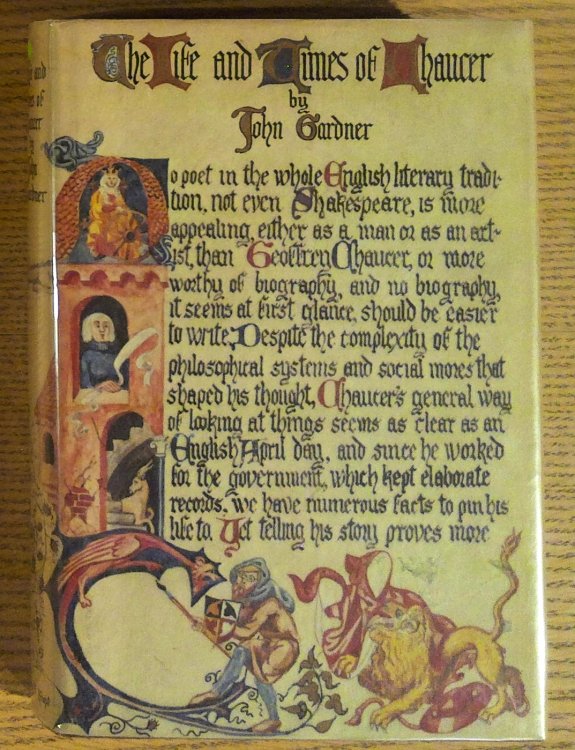 The Life and Times of Chaucer
by
John Gardner
No poet in the whole English literary tradi-
tion, not even Shakespeare, is more
appealing, either as a man or as an art-
ist, than Geoffrey Chaucer, or more
worthy of biography, and no biography,
it seems at first glance, should be easier
to write. Despite the complexity of the
philosophical systems and social mores that
shaped his thought, Chaucer's general way
of looking at things seems as clear as an
English April day, and since he worked
for the government, which kept elaborate
records, we have numerous facts to pin his
life to. Yet telling his story proves more